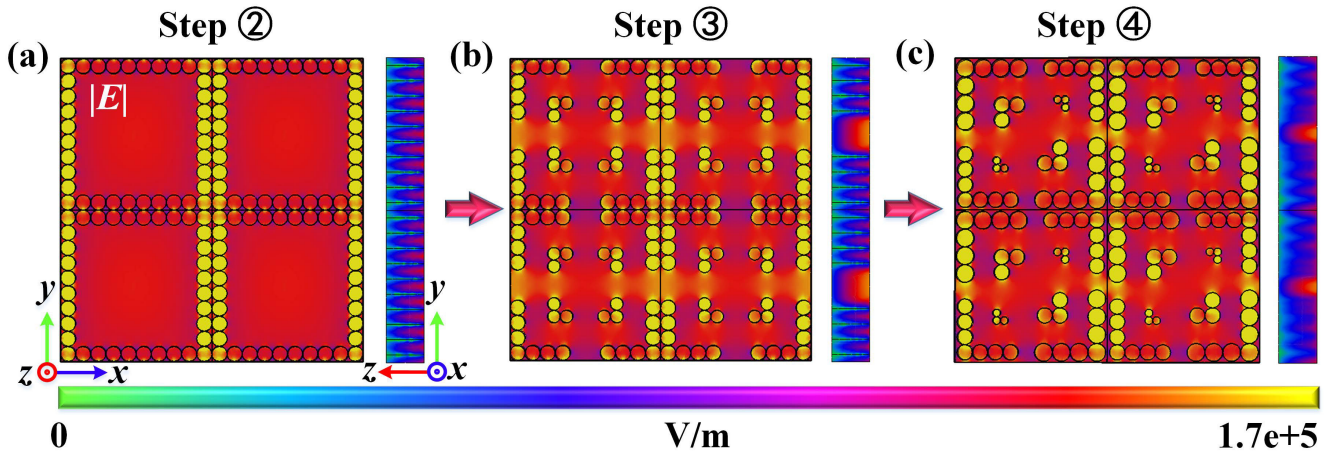 Step ②
Step ③
Step ④
(a)
(b)
(c)
|E|
y
z
x
y
z
x
0
V/m
1.7e+5